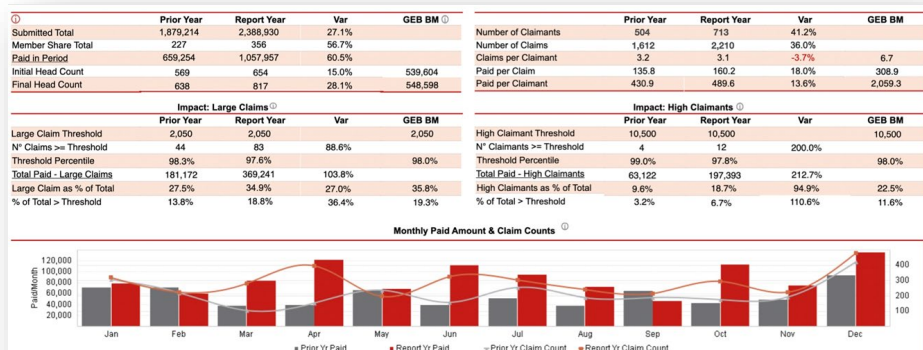 Prior Year Report Year Var GEB BM
Submitted Total 1,879,214 2,388,930 27.1%
Member Share Total 227 356 56.7%
Paid in Period 659,254 1,057,957 60.5%
Initial Head Count 569 654 15.0% 539,604
Final Head Count 638 817 28.1% 548,598
Prior Year Report Year Var GEB BM
Number of Claimants 504 713 41.2%
Number of Claims 1,612 2,210 36.0%
Claims per Claimant 3.2 3.1 -3.7% 6.7
Paid per Claim 135.8 160.2 18.0% 308.9
Paid per Claimant 430.9 489.6 13.6% 2,059.3
Impact: Large Claims
Prior Year Report Year Var GEB BM
Large Claim Threshold 2,050 2,050 2,050
N° Claims >= Threshold 44 83 88.6%
Threshold Percentile 98.3% 97.6% 98.0%
Total Paid - Large Claims 181,172 369,241 103.8%
Large Claim as % of Total 27.5% 34.9% 27.0% 35.8%
% of Total > Threshold 13.8% 18.8% 36.4% 19.3%
Impact: High Claimants
Prior Year Report Year Var GEB BM
High Claimant Threshold 10,500 10,500 10,500
N° Claimants >= Threshold 4 12 200.0%
Threshold Percentile 99.0% 97.8% 98.0%
Total Paid - High Claimants 63,122 197,393 212.7%
High Claimants as % of Total 9.6% 18.7% 94.9% 22.5%
% of Total > Threshold 3.2% 6.7% 110.6% 11.6%
Monthly Paid Amount & Claim Counts
Paid/Month
120,000
100,000
80,000
60,000
40,000
20,000
400
300
200
100
Jan Feb Mar Apr May Jun Jul Aug Sep Oct Nov Dec
Prior Yr Paid Report Yr Paid Prior Yr Claim Count Report Yr Claim Count